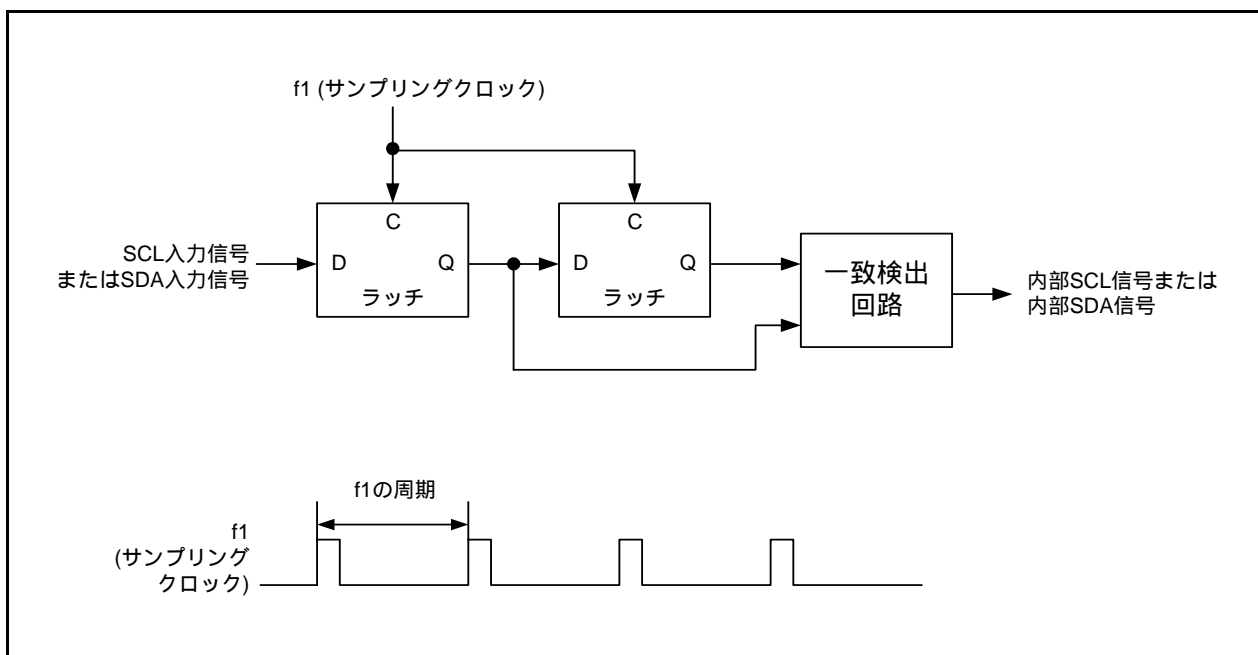 f1 (サンプリングクロック)
C
C
SCL入力信号
またはSDA入力信号
D
Q
D
Q
ラッチ
ラッチ
一致検出
回路
内部SCL信号または
内部SDA信号
f1の周期
f1
(サンプリング
クロック)